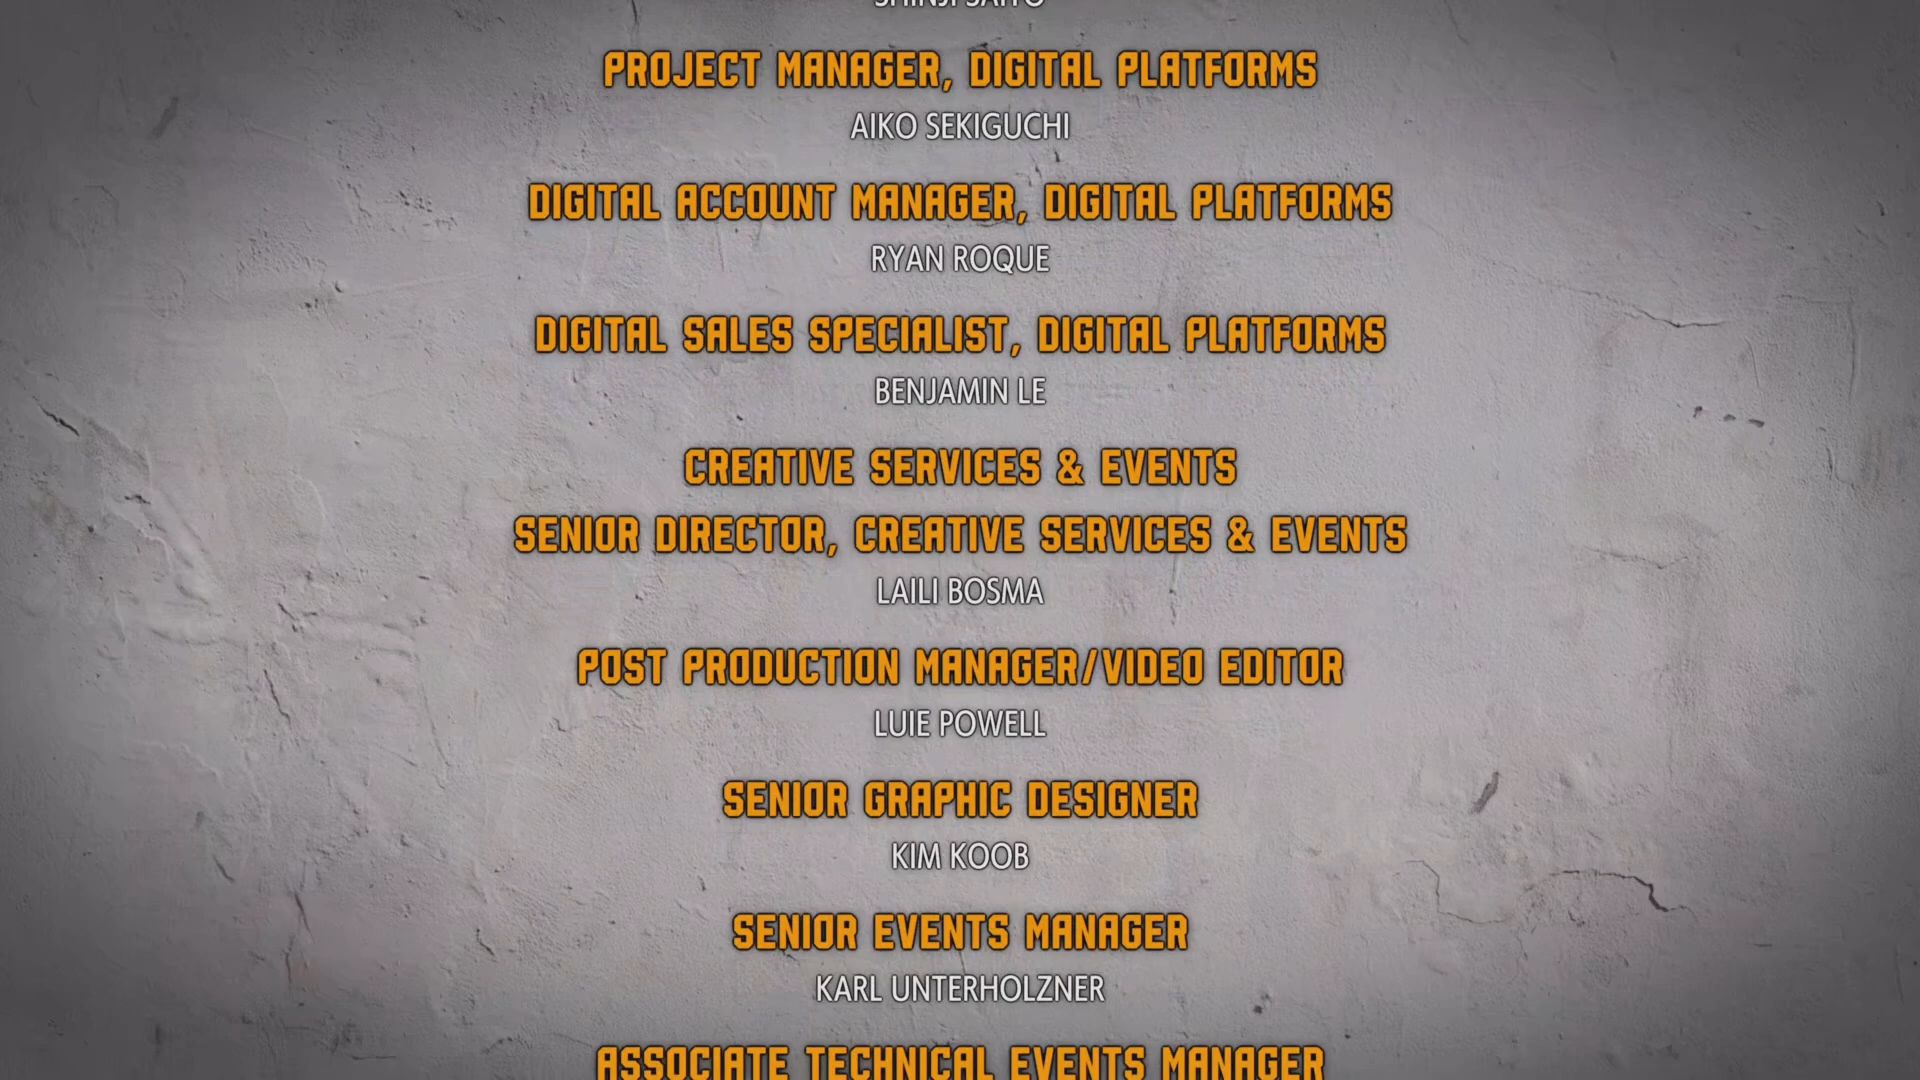 SHINJI SAITO
PROJECT MANAGER, DIGITAL PLATFORMS
AIKO SEKIGUCHI
DIGITAL ACCOUNT MANAGER, DIGITAL PLATFORMS
RYAN ROQUE
DIGITAL SALES SPECIALIST, DIGITAL PLATFORMS
BENJAMIN LE
CREATIVE SERVICES & EVENTS
SENIOR DIRECTOR, CREATIVE SERVICES & EVENTS
LAILI BOSMA
POST PRODUCTION MANAGER/VIDEO EDITOR
LUIE POWELL
SENIOR GRAPHIC DESIGNER
KIM KOOB
SENIOR EVENTS MANAGER
KARL UNTERHOLZNER
ASSOCIATE TECHNICAL EVENTS MANAGER